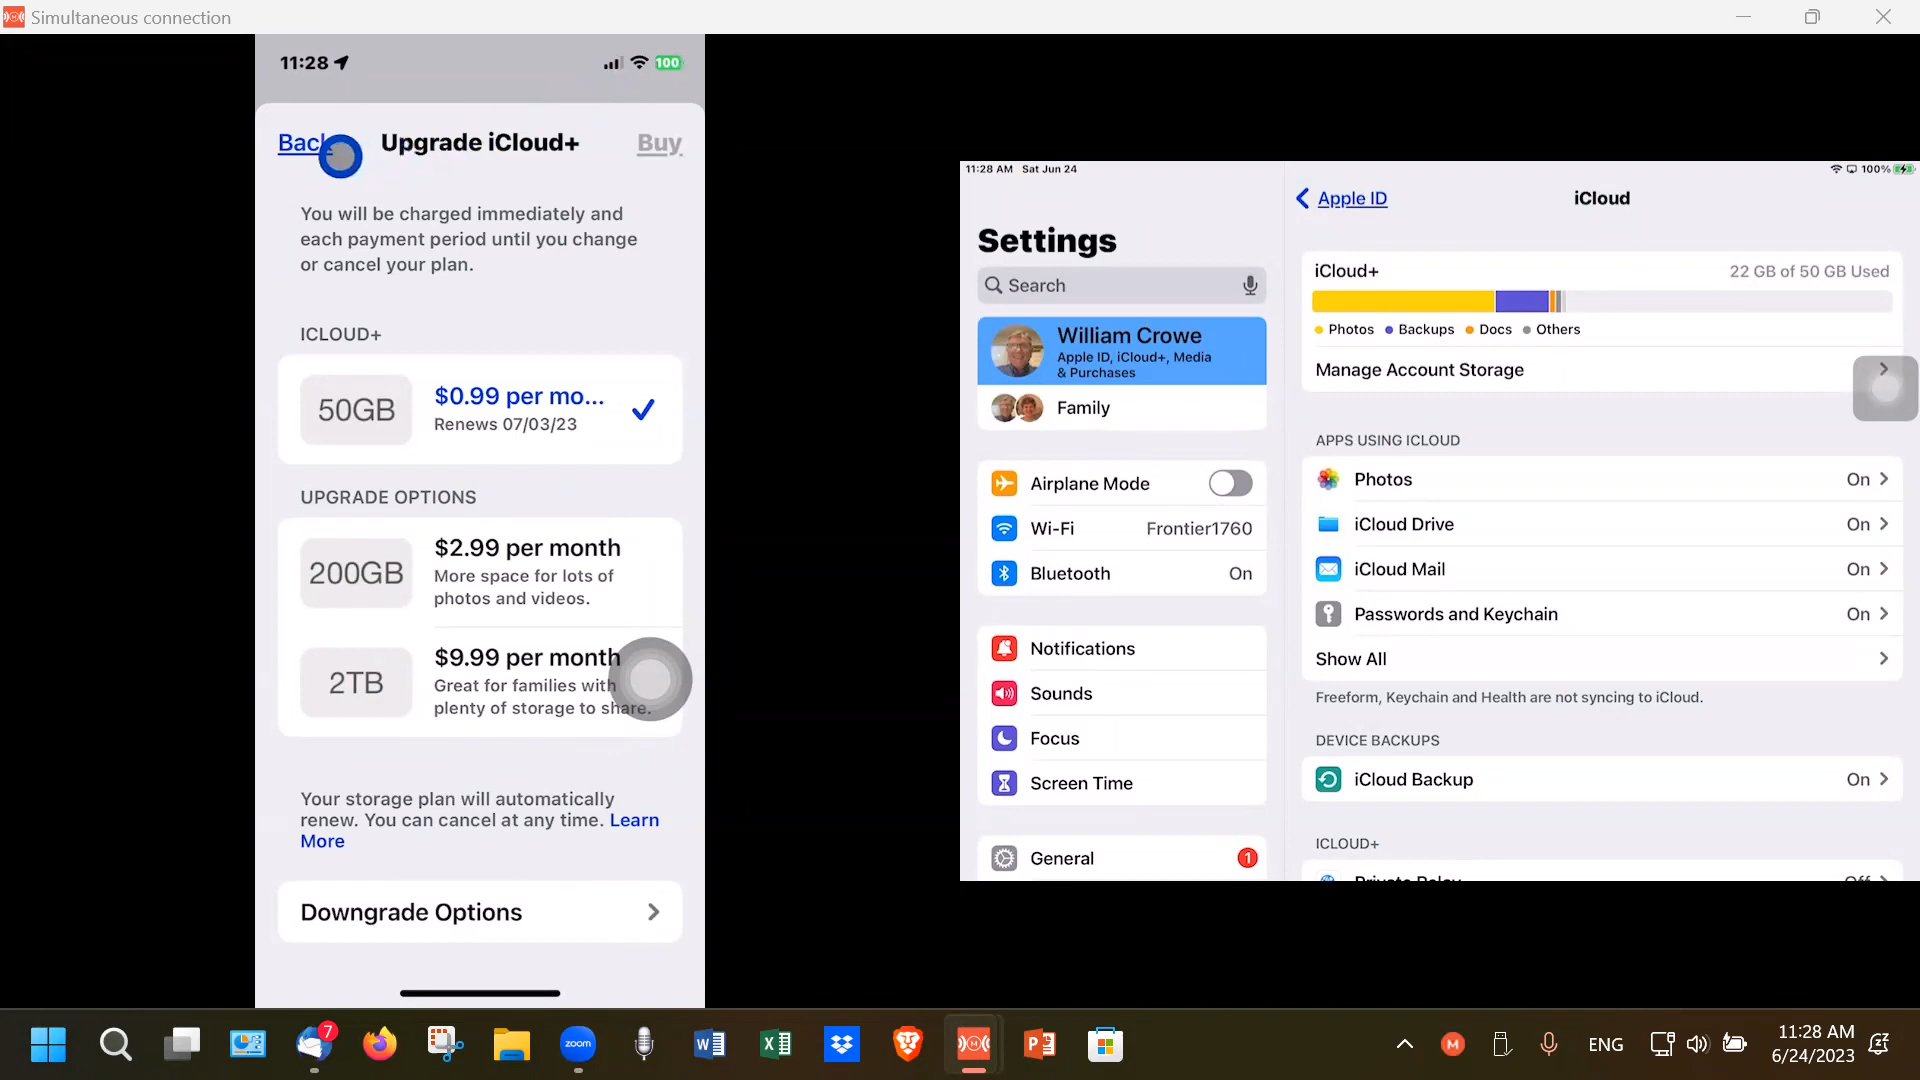 Simultaneous connection
11:28
100
Back
Upgrade iCloud+
Buy
You will be charged immediately and
each payment period until you change
or cancel your plan.
ICLOUD+
50GB
$0.99 per mo...
Renews 07/03/23
UPGRADE OPTIONS
200GB
$2.99 per month
More space for lots of
photos and videos.
2TB
$9.99 per month
Great for families with
plenty of storage to share.
Your storage plan will automatically
renew. You can cancel at any time. Learn
More
Downgrade Options
11:28 AM Sat Jun 24
100%
Settings
Search
William Crowe
Apple ID, iCloud+, Media
& Purchases
Family
Airplane Mode
Wi-Fi Frontier1760
Bluetooth On
Notifications
Sounds
Focus
Screen Time
General 1
Apple ID
iCloud
iCloud+ 22 GB of 50 GB Used
Photos Backups Docs Others
Manage Account Storage
APPS USING ICLOUD
Photos On
iCloud Drive On
iCloud Mail On
Passwords and Keychain On
Show All
Freeform, Keychain and Health are not syncing to iCloud.
DEVICE BACKUPS
iCloud Backup On
ICLOUD+
Private Relay Off
7
zoom
W
X
M
P
M
ENG
11:28 AM
6/24/2023